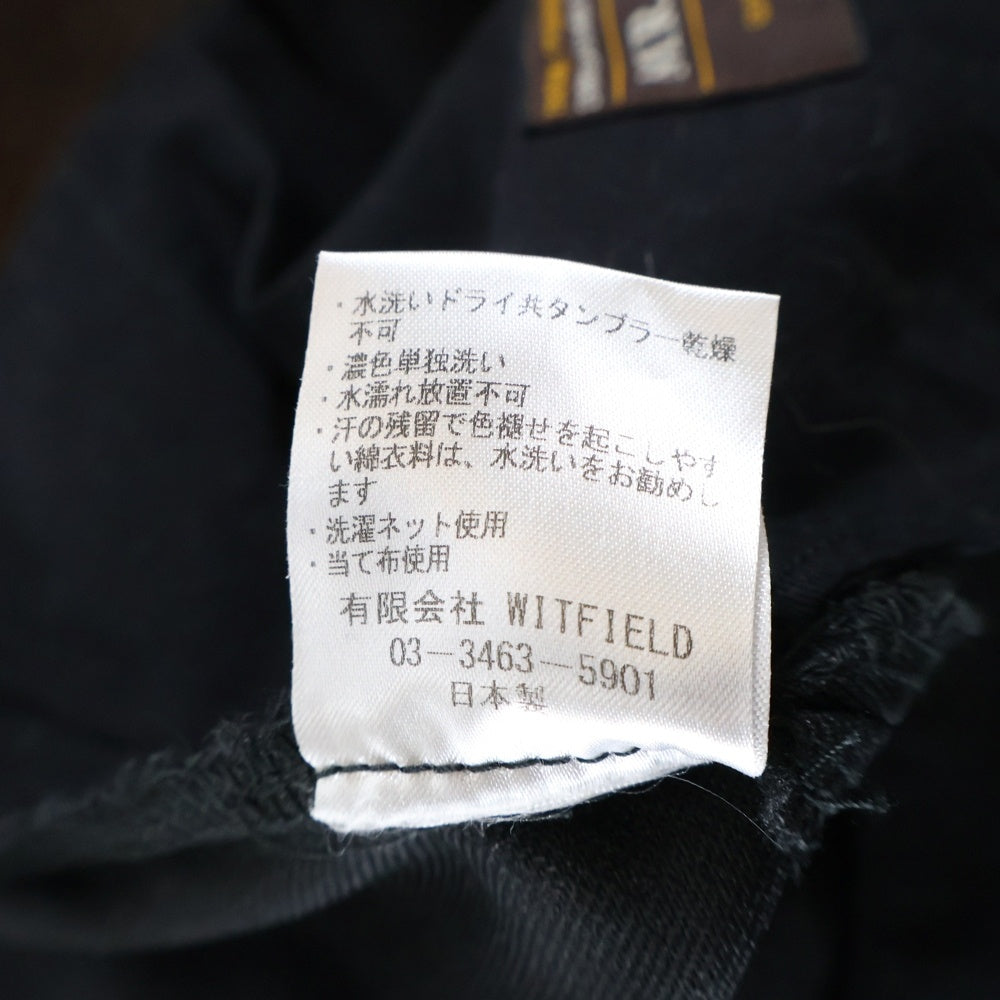 ・水洗いドライ共タンブラー乾燥
不可
・濃色単独洗い
・水濡れ放置不可
・汗の残留で色褪せを起こしやす
い綿衣料は、水洗いをお勧めし
ます
・洗濯ネット使用
・当て布使用
有限会社 WITFIELD
03-3463-5901
日本製